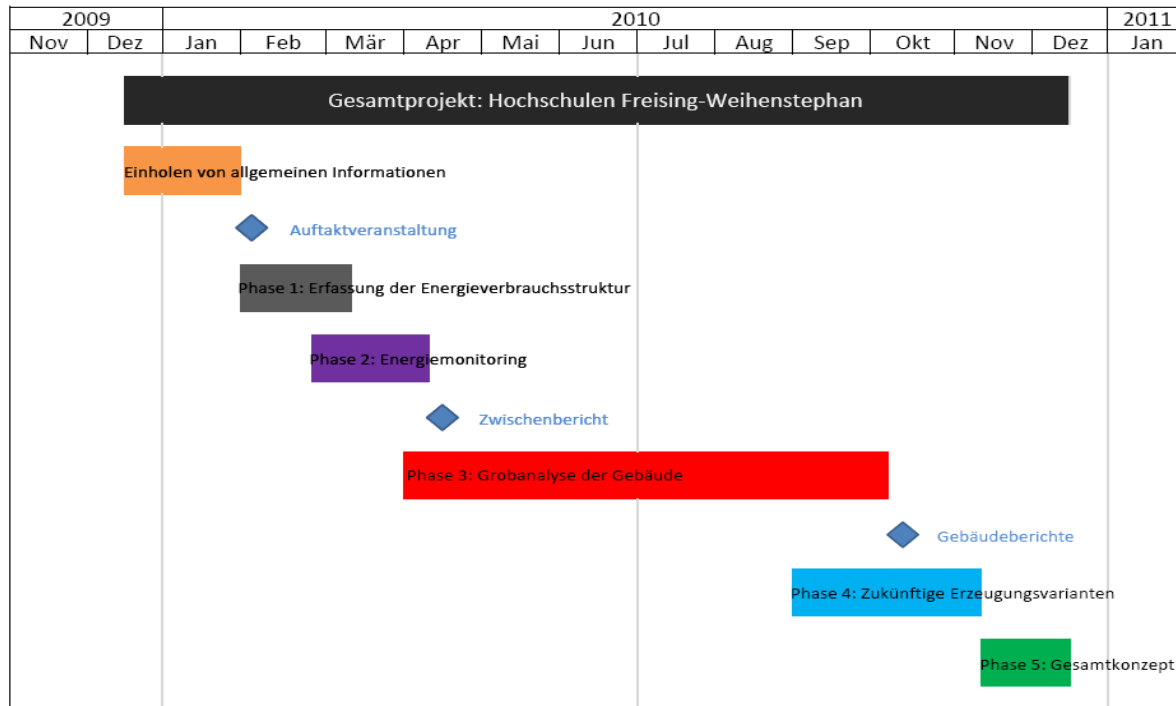 2009 2010 2011
Nov Dez Jan Feb Mär Apr Mai Jun Jul Aug Sep Okt Nov Dez Jan
Gesamtprojekt: Hochschulen Freising-Weihenstephan
Einholen von allgemeinen Informationen
Auftaktveranstaltung
Phase 1: Erfassung der Energieverbrauchsstruktur
Phase 2: Energiemonitoring
Zwischenbericht
Phase 3: Grobanalyse der Gebäude
Gebäudeberichte
Phase 4: Zukünftige Erzeugungsvarianten
Phase 5: Gesamtkonzept